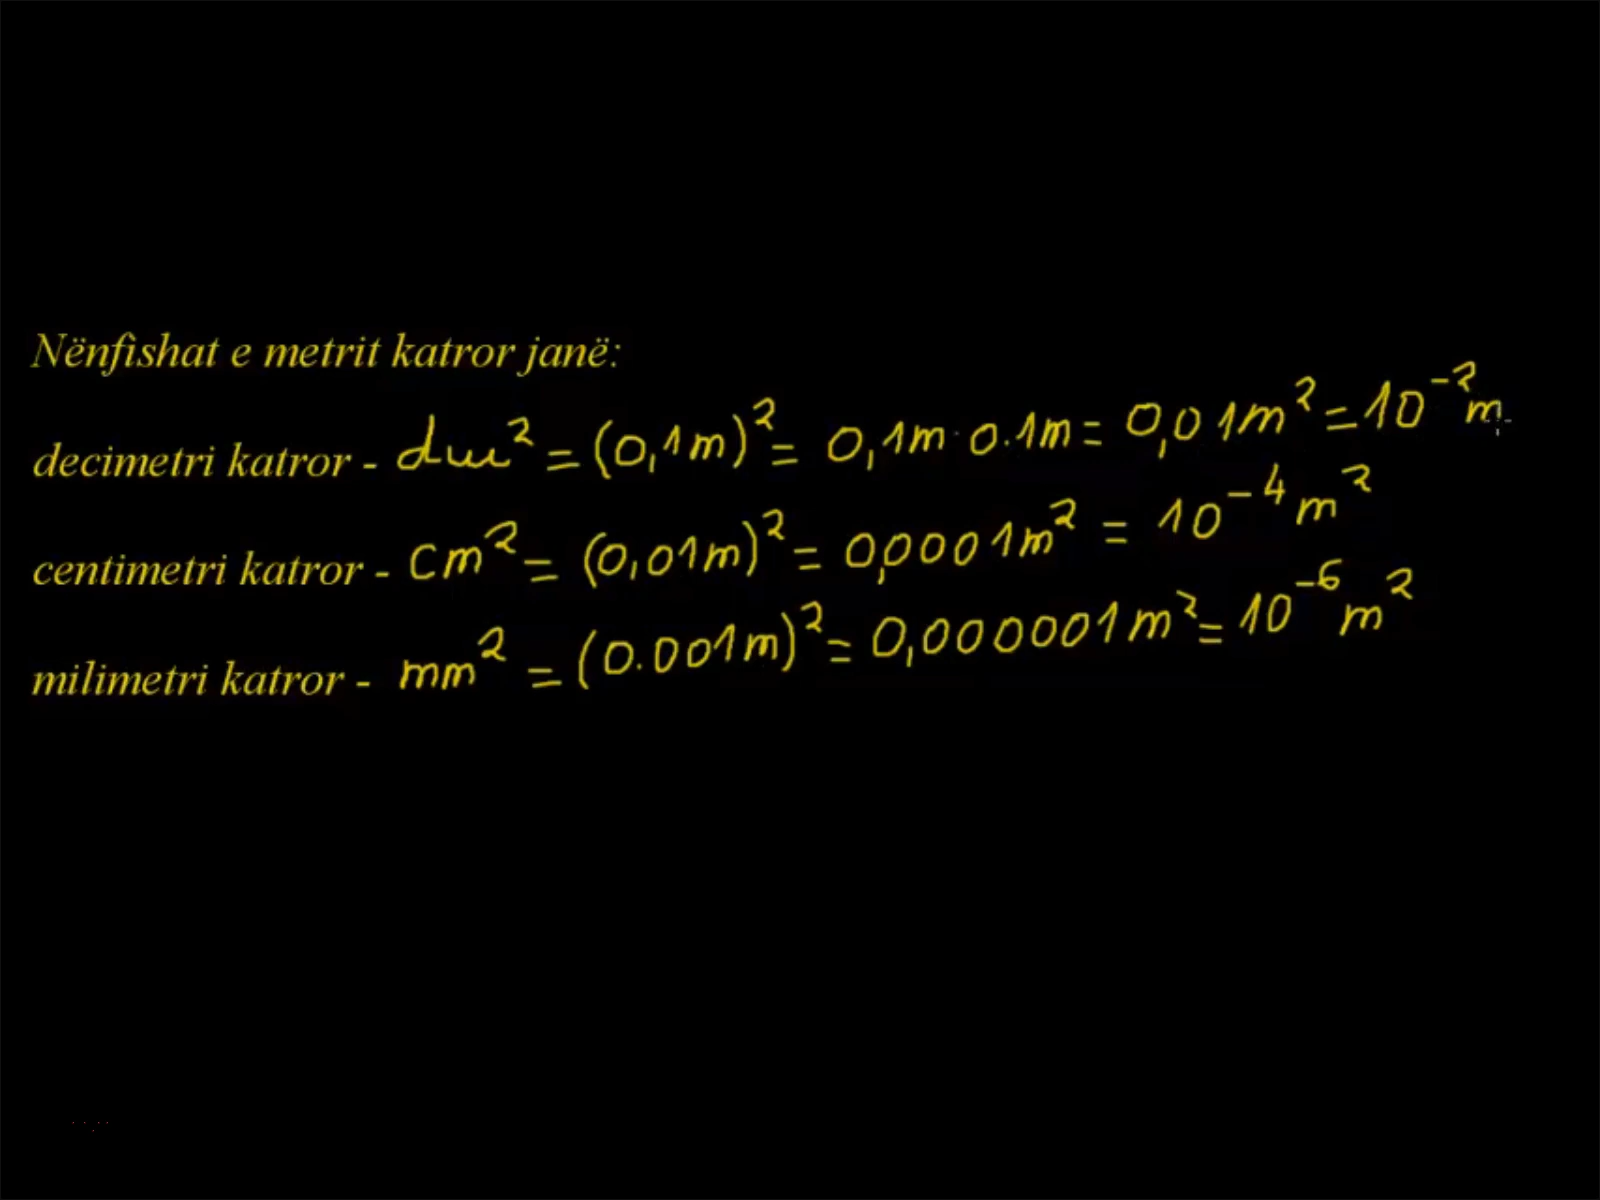 Nënfishat e metrit katror janë:
decimetri katror - dm² = (0,1m)² = 0,1m · 0.1m = 0,01m² = 10⁻²m
centimetri katror - cm² = (0,01m)² = 0,0001m² = 10⁻⁴m²
milimetri katror - mm² = (0.001m)² = 0,000001m² = 10⁻⁶m²